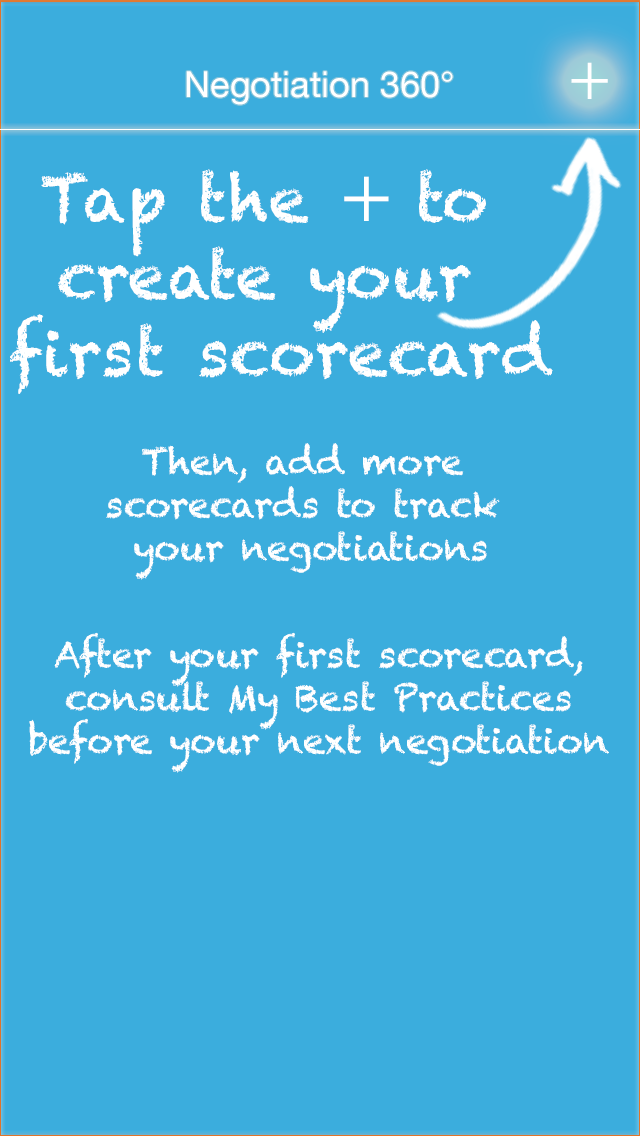 Negotiation 360°
+
Tap the + to
create your
first scorecard
Then, add more
scorecards to track
your negotiations
After your first scorecard,
consult My Best Practices
before your next negotiation